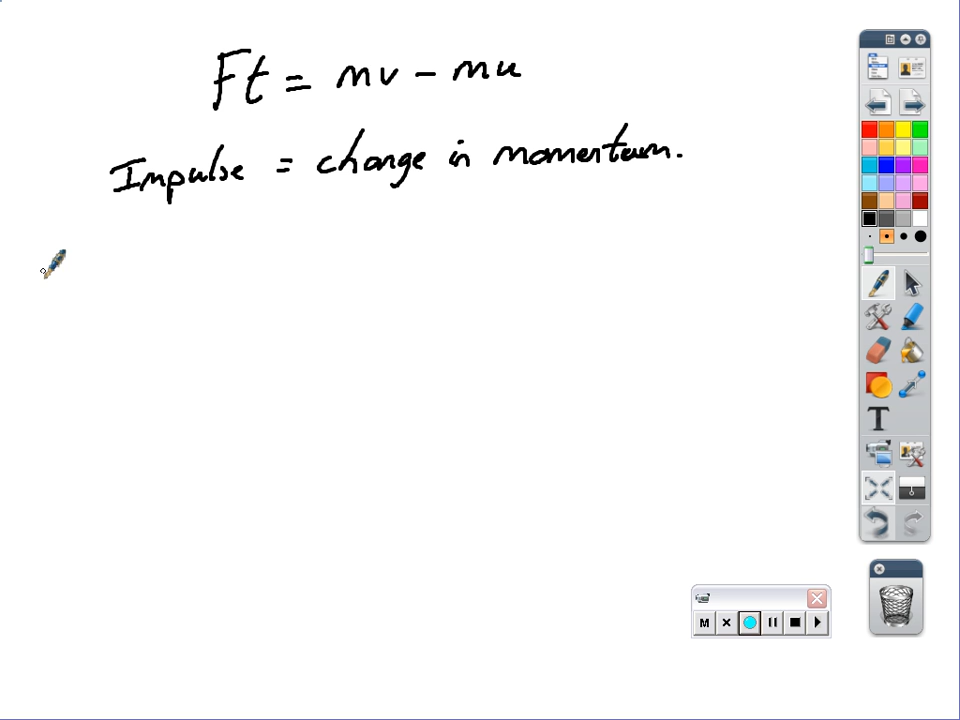 Ft = mv - mu
Impulse = change in momentum.
T
M